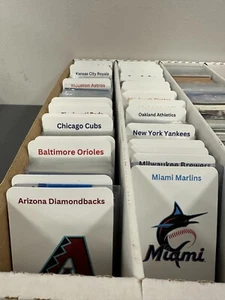 Kansas City Royals
Houston Astros
Chicago Cubs
Baltimore Orioles
Arizona Diamondbacks
Oakland Athletics
New York Yankees
Milwaukee Brewers
Miami Marlins
Miami